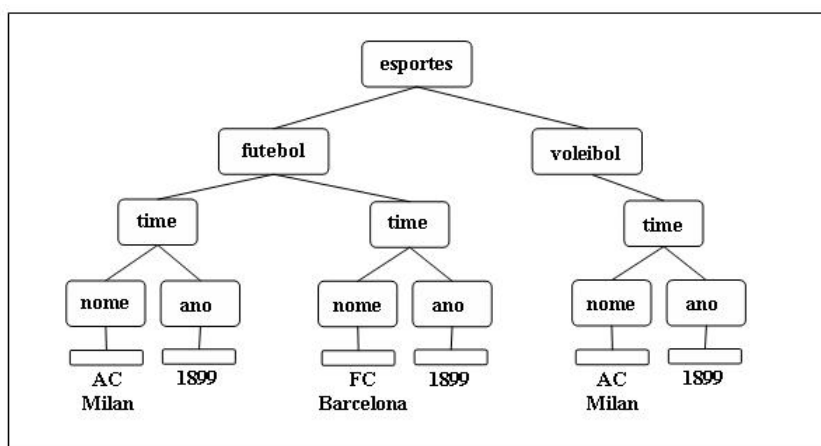 esportes
futebol
voleibol
time
time
time
nome
ano
nome
ano
nome
ano
AC
Milan
1899
FC
Barcelona
1899
AC
Milan
1899